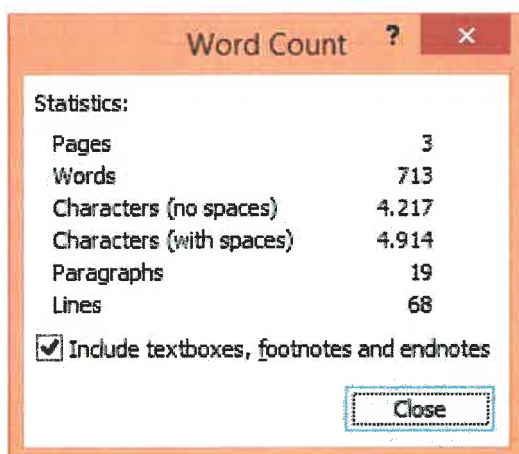 Word Count ? ×
Statistics:
Pages 3
Words 713
Characters (no spaces) 4.217
Characters (with spaces) 4.914
Paragraphs 19
Lines 68
Include textboxes, footnotes and endnotes
Close